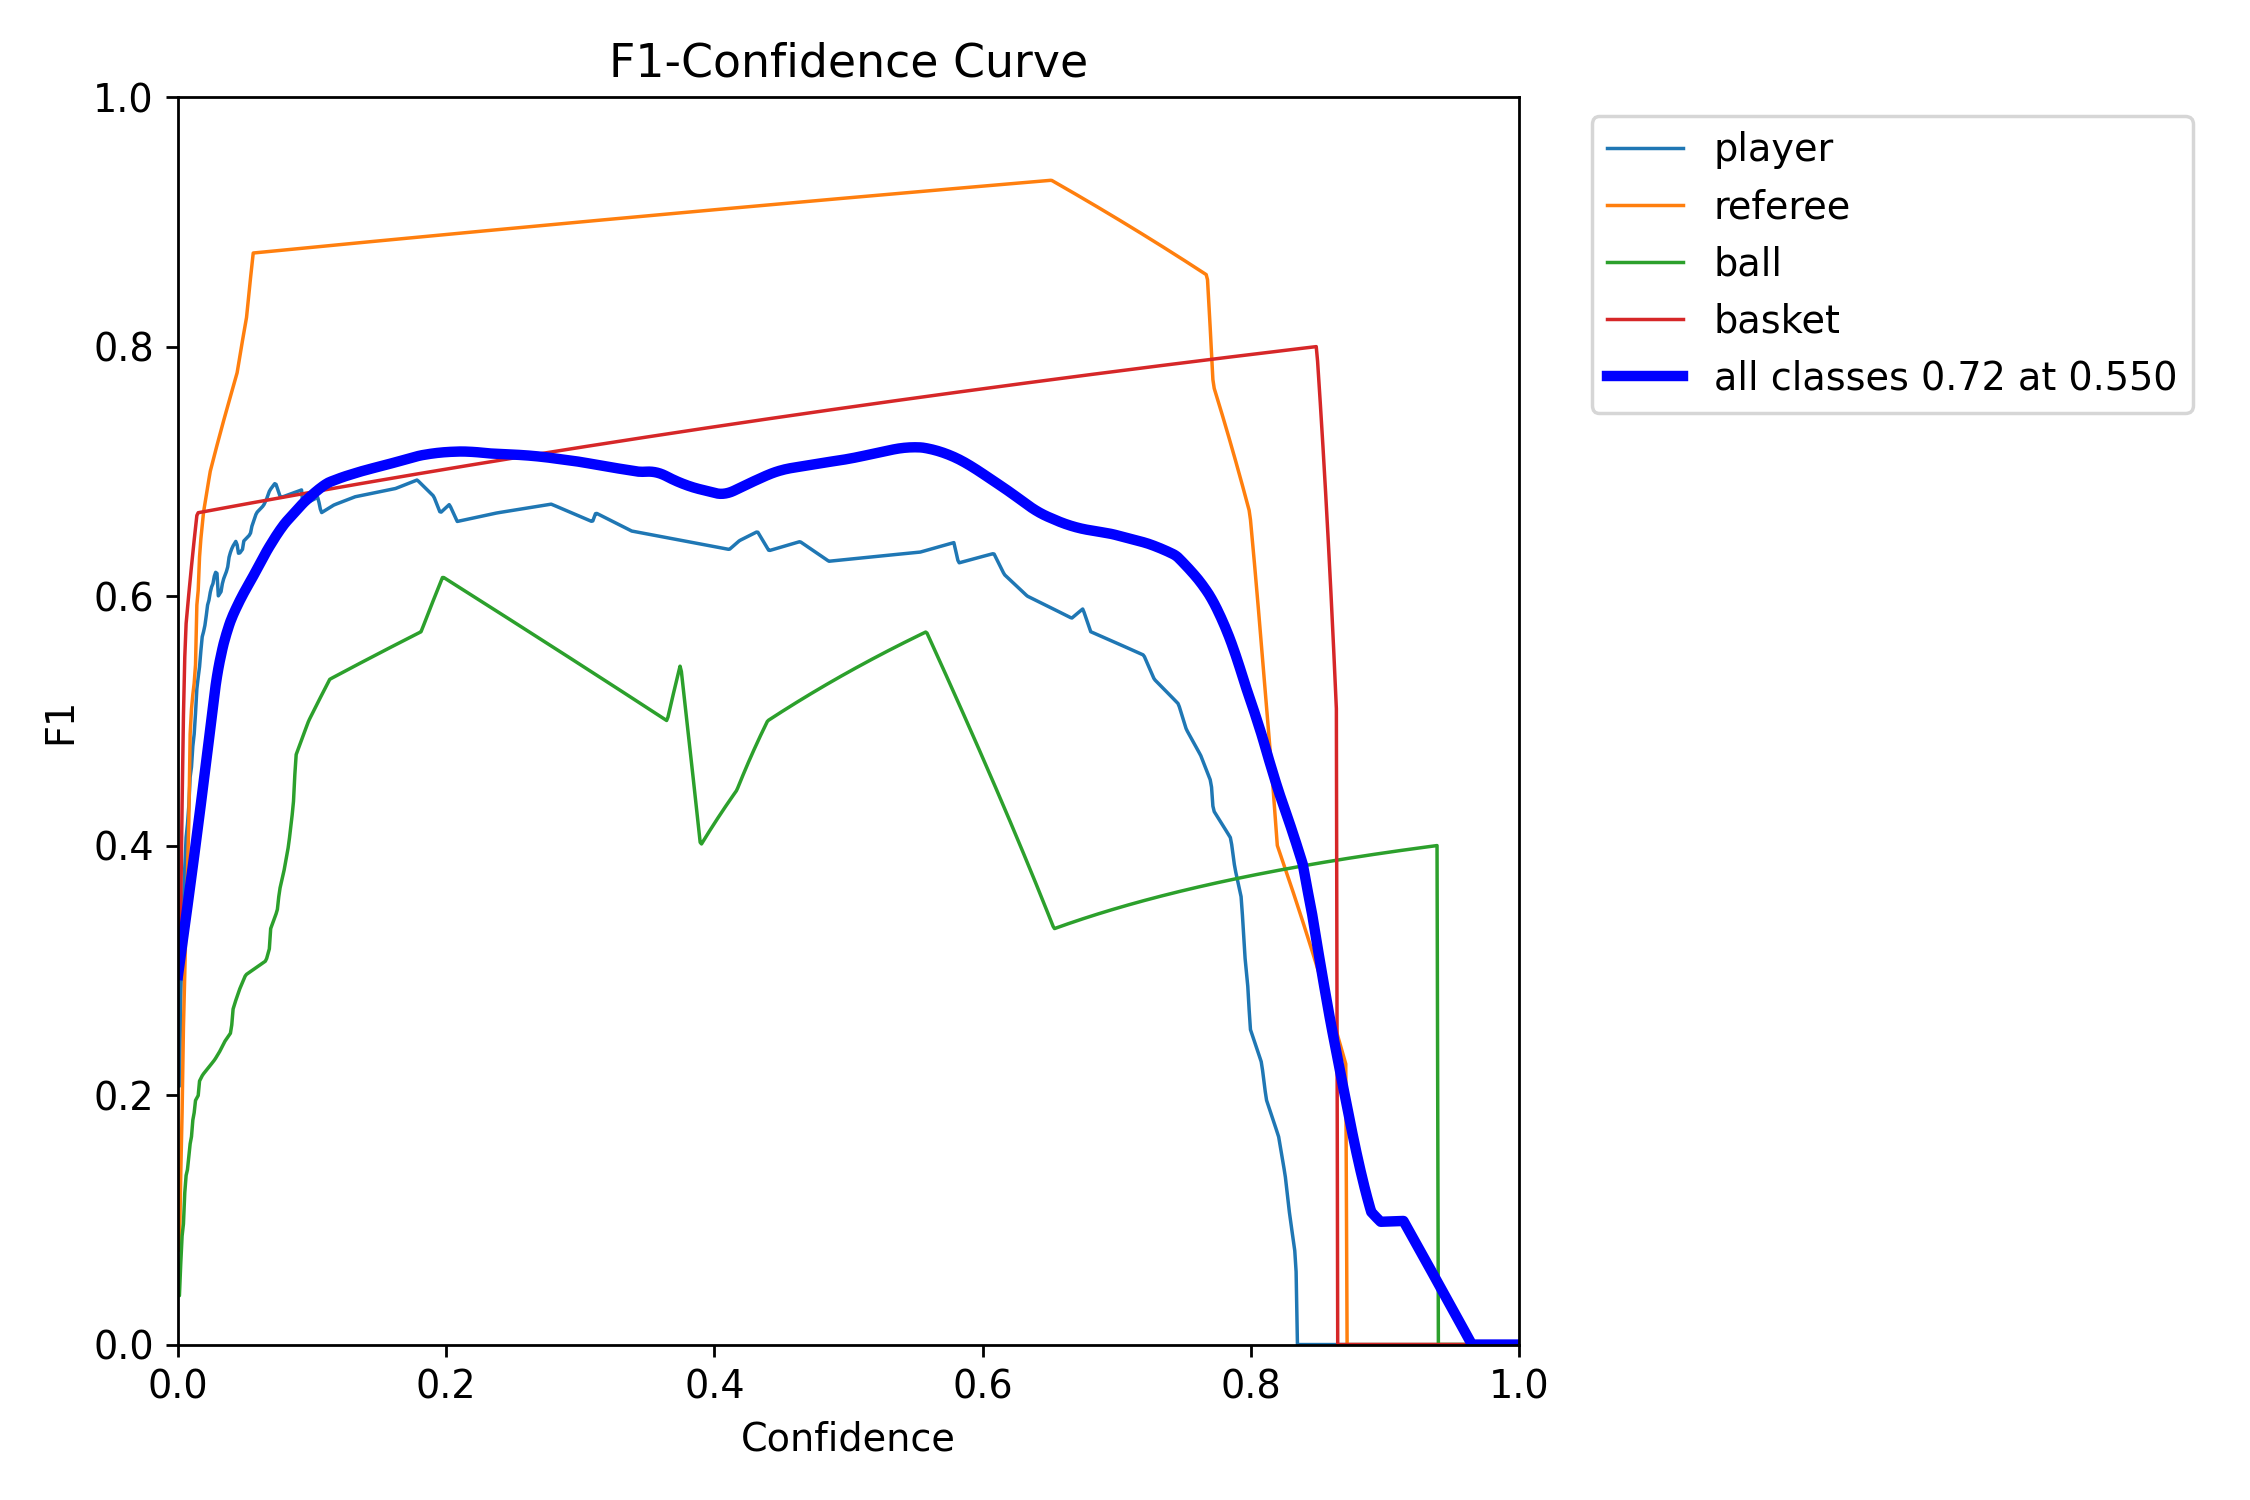 F1-Confidence Curve
1.0
0.8
0.6
0.4
0.2
0.0
F1
0.0 0.2 0.4 0.6 0.8 1.0
Confidence
player
referee
ball
basket
all classes 0.72 at 0.550